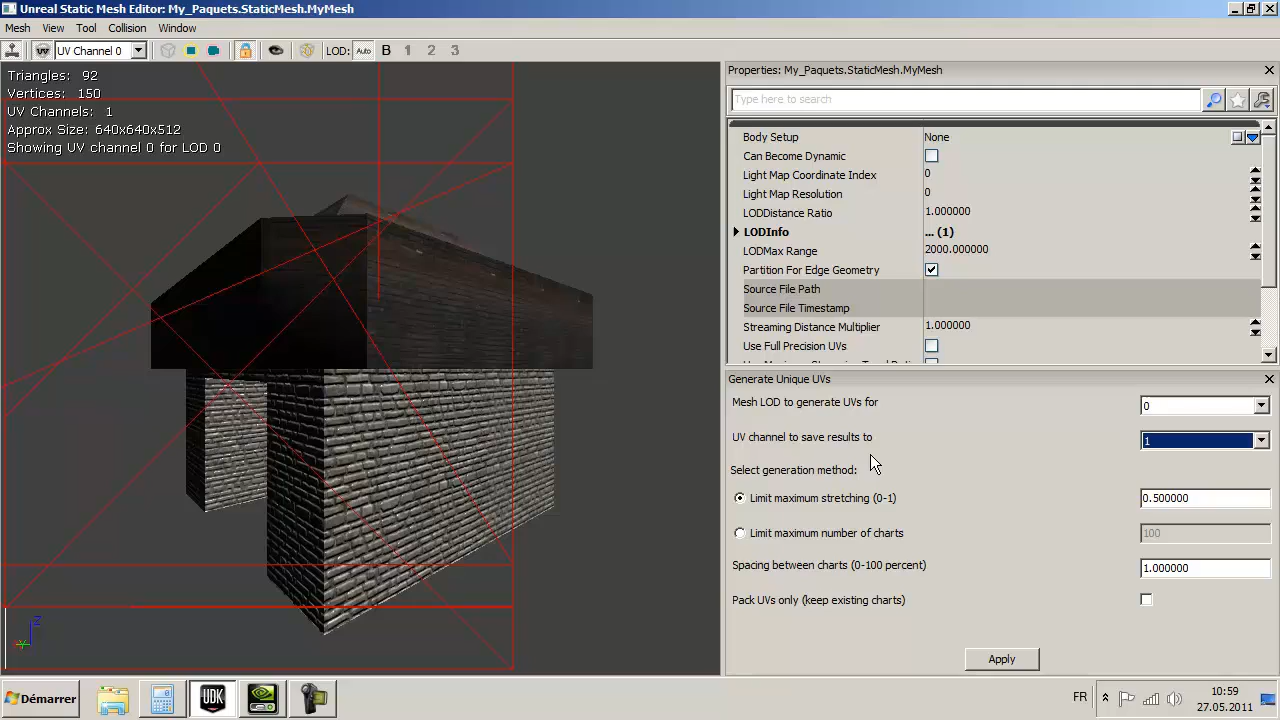 Unreal Static Mesh Editor: My_Paquets.StaticMesh.MyMesh
Mesh View Tool Collision Window
UV Channel 0 LOD: Auto B 1 2 3
Triangles: 92
Vertices: 150
UV Channels: 1
Approx Size: 640x640x512
Showing UV channel 0 for LOD 0
Z
Properties: My_Paquets.StaticMesh.MyMesh
Type here to search
Body Setup None
Can Become Dynamic
Light Map Coordinate Index 0
Light Map Resolution 0
LODDistance Ratio 1.000000
LODInfo ... (1)
LODMax Range 2000.000000
Partition For Edge Geometry
Source File Path
Source File Timestamp
Streaming Distance Multiplier 1.000000
Use Full Precision UVs
Generate Unique UVs
Mesh LOD to generate UVs for 0
UV channel to save results to 1
Select generation method:
Limit maximum stretching (0-1) 0.500000
Limit maximum number of charts 100
Spacing between charts (0-100 percent) 1.000000
Pack UVs only (keep existing charts)
Apply
Démarrer UDK FR 10:59
27.05.2011